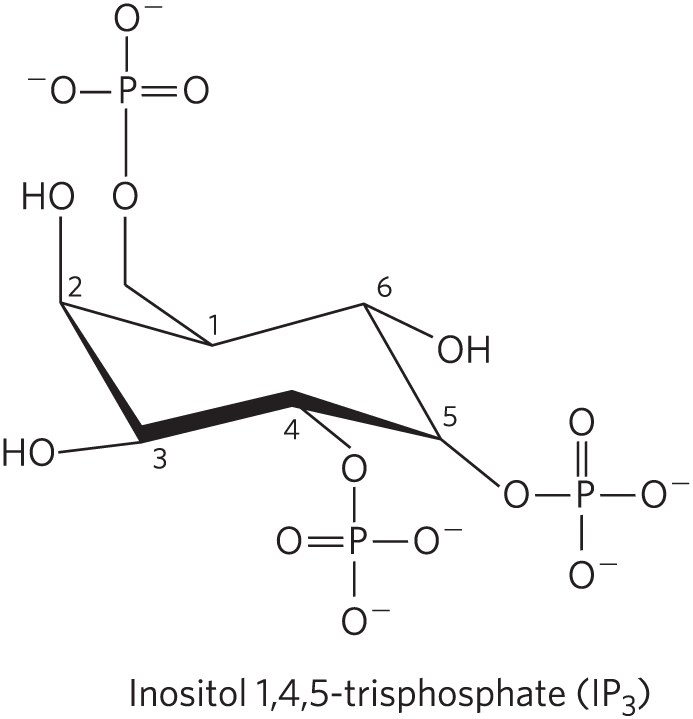 O⁻
⁻O P O
HO O
2 6
1
OH
5
4
HO 3
O
O
O P O⁻
O P O⁻
O⁻
O⁻
Inositol 1,4,5-trisphosphate (IP₃)